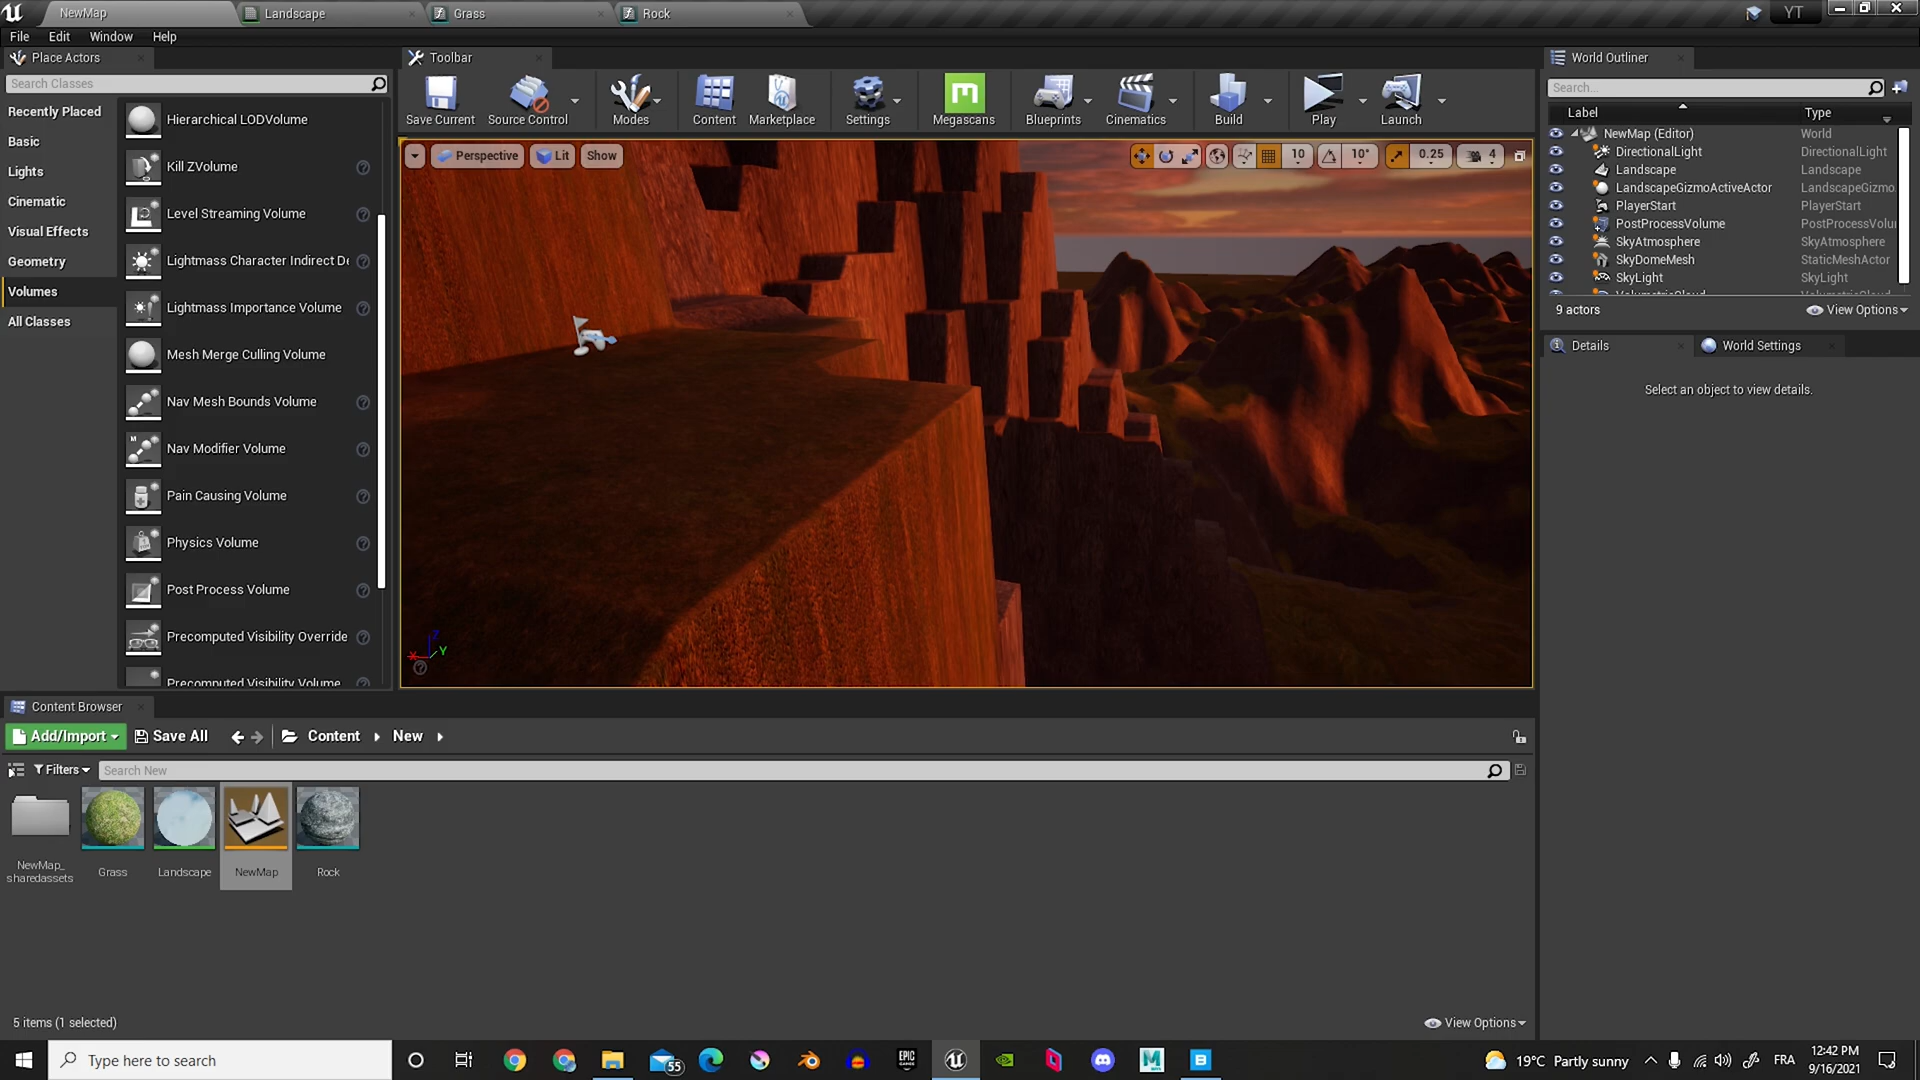 NewMap
Landscape
Grass
Rock
YT
File Edit Window Help
Place Actors
Search Classes
Recently Placed
Basic
Lights
Cinematic
Visual Effects
Geometry
Volumes
All Classes
Hierarchical LODVolume
Kill ZVolume
Level Streaming Volume
Lightmass Character Indirect De
Lightmass Importance Volume
Mesh Merge Culling Volume
Nav Mesh Bounds Volume
Nav Modifier Volume
Pain Causing Volume
Physics Volume
Post Process Volume
Precomputed Visibility Override
Precomputed Visibility Volume
Toolbar
Save Current
Source Control
Modes
Content
Marketplace
Settings
Megascans
Blueprints
Cinematics
Build
Play
Launch
Perspective Lit Show
10 10° 0.25 4
X Y Z
World Outliner
Search...
Label Type
NewMap (Editor) World
DirectionalLight DirectionalLight
Landscape Landscape
LandscapeGizmoActiveActor LandscapeGizmo
PlayerStart PlayerStart
PostProcessVolume PostProcessVolu
SkyAtmosphere SkyAtmosphere
SkyDomeMesh StaticMeshActor
SkyLight SkyLight
9 actors View Options
Details World Settings
Select an object to view details.
Content Browser
Add/Import Save All Content New
Filters Search New
NewMap_
sharedassets
Grass
Landscape
NewMap
Rock
5 items (1 selected) View Options
Type here to search
55
EPIC
GAMES
19°C Partly sunny
FRA
12:42 PM
9/16/2021